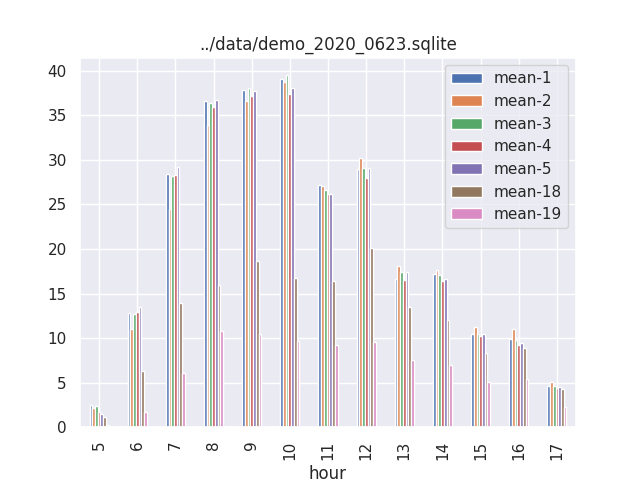 ../data/demo_2020_0623.sqlite
40
35
30
25
20
15
10
5
0
mean-1
mean-2
mean-3
mean-4
mean-5
mean-18
mean-19
5 6 7 8 9 10 11 12 13 14 15 16 17
hour